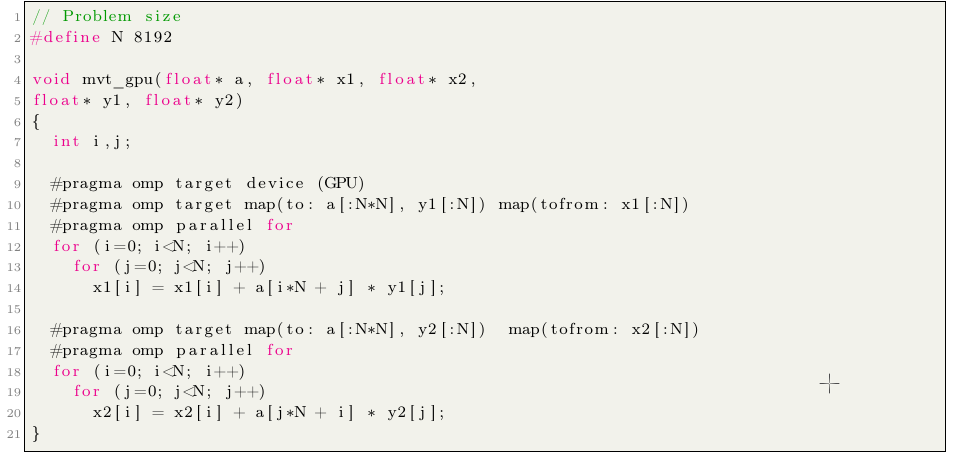 1 // Problem size
2 #define N 8192
3
4 void mvt_gpu(float* a, float* x1, float* x2,
5 float* y1, float* y2)
6 {
7   int i,j;
8
9   #pragma omp target device (GPU)
10   #pragma omp target map(to: a[:N*N], y1[:N]) map(tofrom: x1[:N])
11   #pragma omp parallel for
12   for (i=0; i<N; i++)
13     for (j=0; j<N; j++)
14       x1[i] = x1[i] + a[i*N + j] * y1[j];
15
16   #pragma omp target map(to: a[:N*N], y2[:N])  map(tofrom: x2[:N])
17   #pragma omp parallel for
18   for (i=0; i<N; i++)
19     for (j=0; j<N; j++)
20       x2[i] = x2[i] + a[j*N + i] * y2[j];
21 }